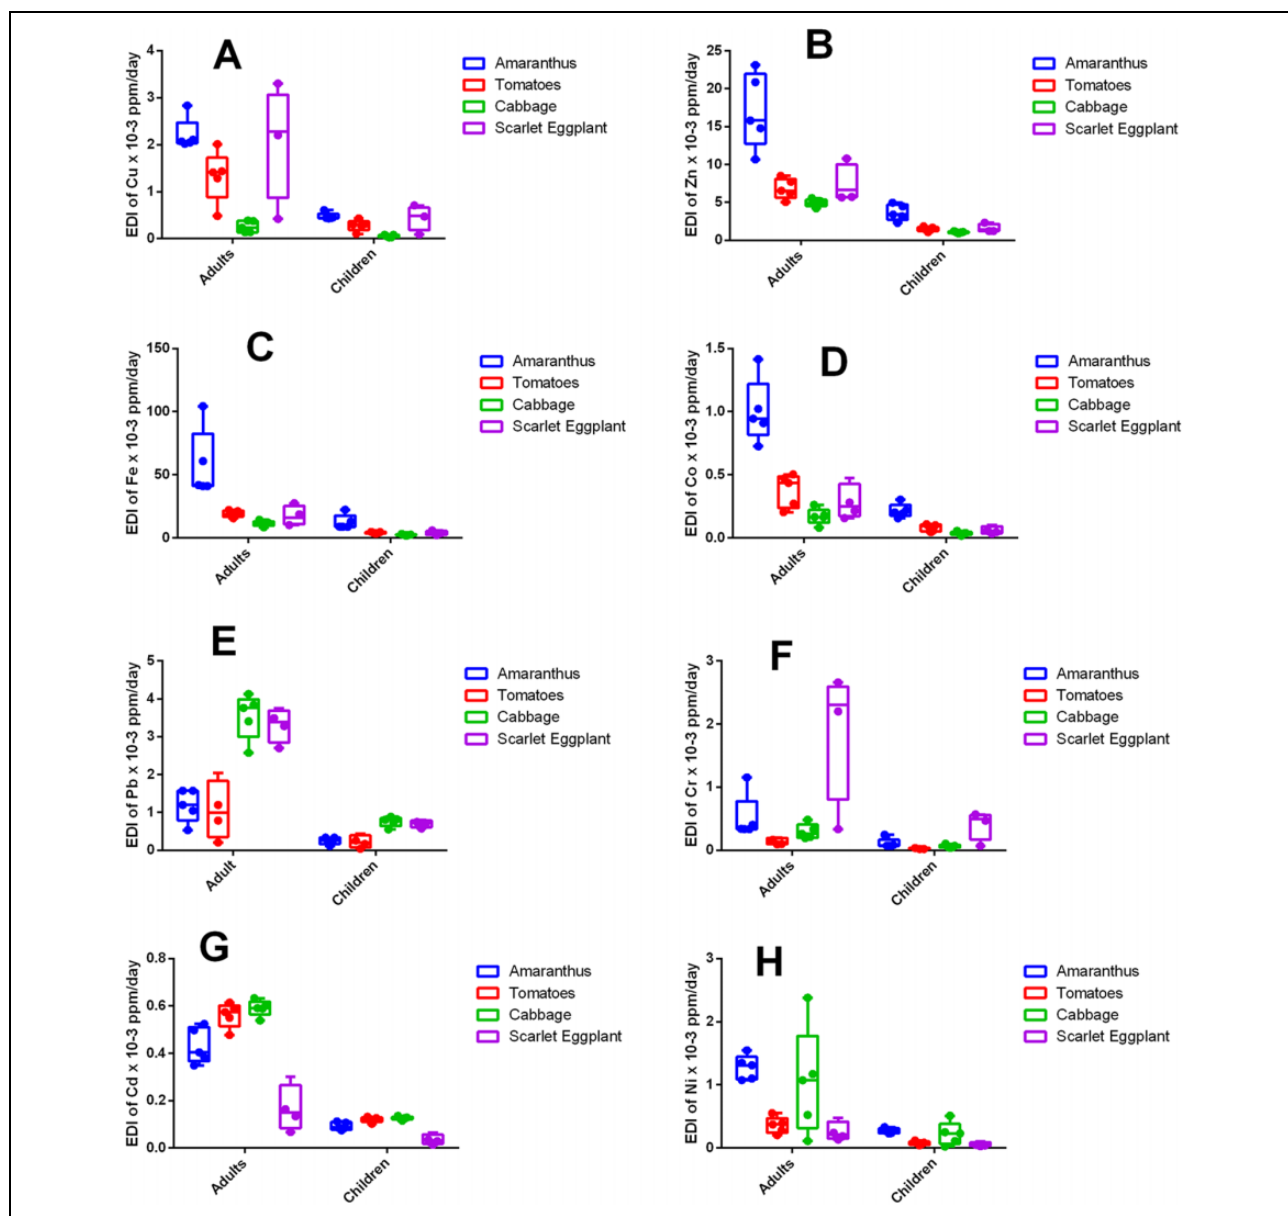 A
EDI of Cu x 10-3 ppm/day
4
3
2
1
0
Adults
Children
Amaranthus
Tomatoes
Cabbage
Scarlet Eggplant
B
EDI of Zn x 10-3 ppm/day
25
20
15
10
5
0
Adults
Children
Amaranthus
Tomatoes
Cabbage
Scarlet Eggplant
C
EDI of Fe x 10-3 ppm/day
150
100
50
0
Adults
Children
Amaranthus
Tomatoes
Cabbage
Scarlet Eggplant
D
EDI of Co x 10-3 ppm/day
1.5
1.0
0.5
0.0
Adults
Children
Amaranthus
Tomatoes
Cabbage
Scarlet Eggplant
E
EDI of Pb x 10-3 ppm/day
5
4
3
2
1
0
Adult
Children
Amaranthus
Tomatoes
Cabbage
Scarlet Eggplant
F
EDI of Cr x 10-3 ppm/day
3
2
1
0
Adults
Children
Amaranthus
Tomatoes
Cabbage
Scarlet Eggplant
G
EDI of Cd x 10-3 ppm/day
0.8
0.6
0.4
0.2
0.0
Adults
Children
Amaranthus
Tomatoes
Cabbage
Scarlet Eggplant
H
EDI of Ni x 10-3 ppm/day
3
2
1
0
Adults
Children
Amaranthus
Tomatoes
Cabbage
Scarlet Eggplant